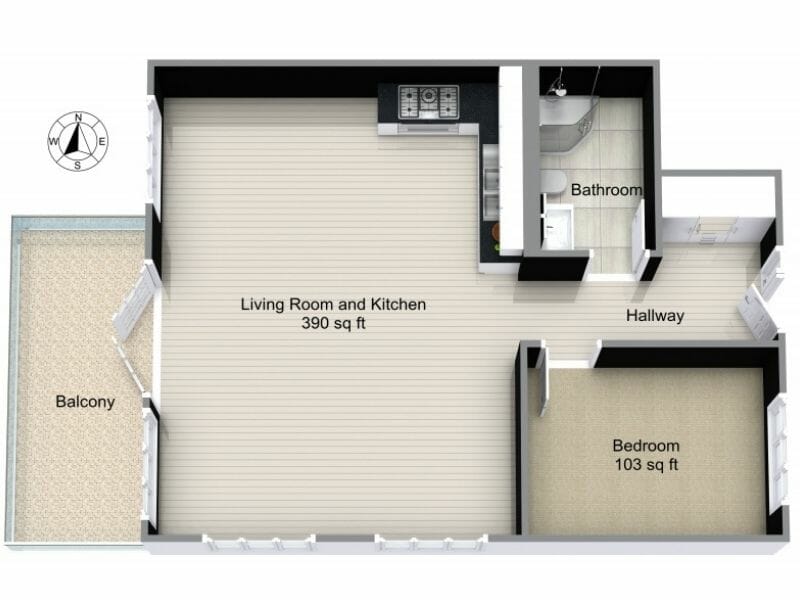 N
W E
S
Bathroom
Living Room and Kitchen
390 sq ft
Hallway
Balcony
Bedroom
103 sq ft